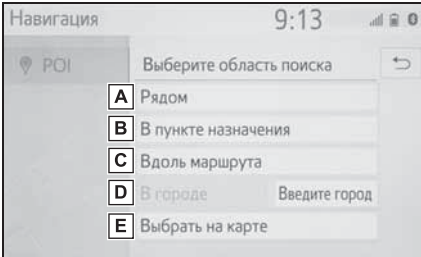 Навигация 9:13
POI Выберите область поиска
A Рядом
B В пункте назначения
C Вдоль маршрута
D В городе Введите город
E Выбрать на карте